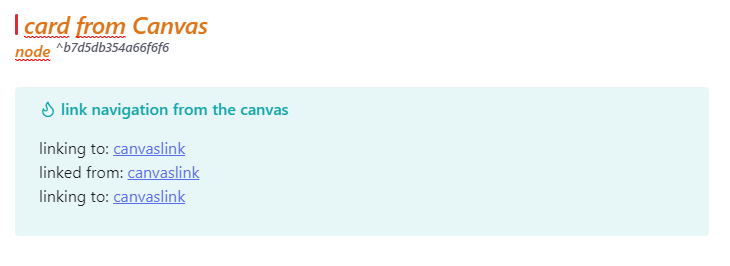 card from Canvas
node ^b7d5db354a66f6f6
link navigation from the canvas
linking to: canvaslink
linked from: canvaslink
linking to: canvaslink